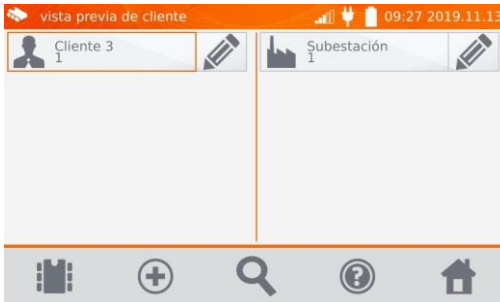 vista previa de cliente
09:27 2019.11.13
Cliente 3
1
Subestación
1